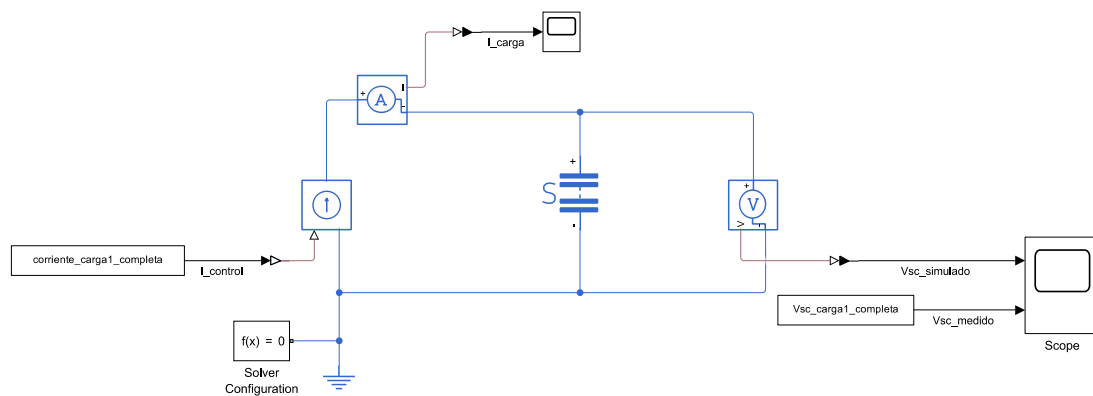 I_carga
+
A
I
-
+
S
-
+
V
V
-
corriente_carga1_completa
I_control
Vsc_simulado
Vsc_carga1_completa
Vsc_medido
Scope
f(x) = 0
Solver
Configuration